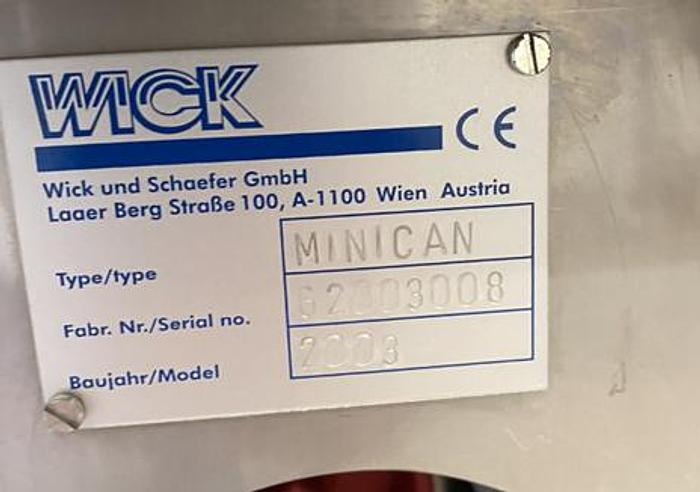 WICK
CE
Wick und Schaefer GmbH
Laaer Berg Straße 100, A-1100 Wien Austria
Type/type MINICAN
Fabr. Nr./Serial no.
Baujahr/Model 2003